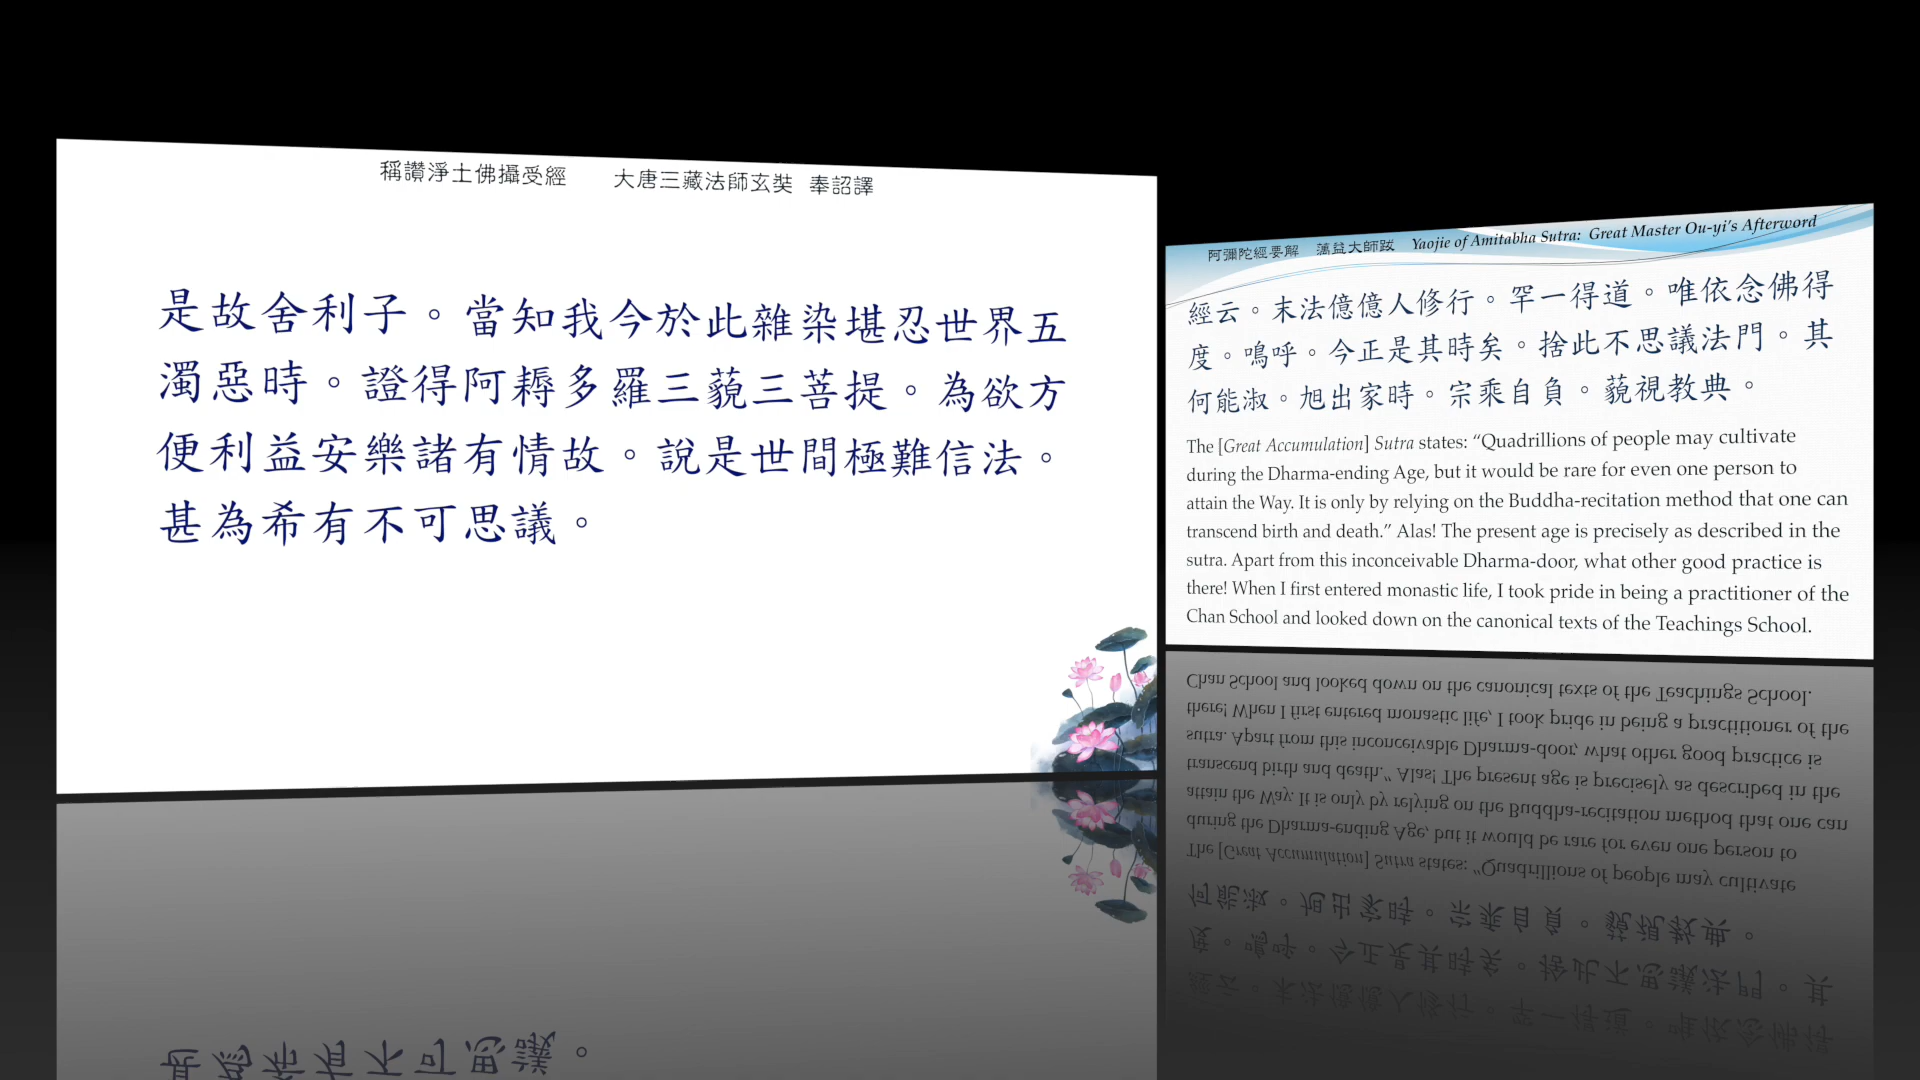 稱讚淨土佛攝受經 大唐三藏法師玄奘 奉詔譯
是故舍利子。當知我今於此雜染堪忍世界五
濁惡時。證得阿耨多羅三藐三菩提。為欲方
便利益安樂諸有情故。說是世間極難信法。
甚為希有不可思議。
阿彌陀經要解 蕅益大師跋 Yaojie of Amitabha Sutra: Great Master Ou-yi's Afterword
經云。末法億億人修行。罕一得道。唯依念佛得
度。嗚呼。今正是其時矣。捨此不思議法門。其
何能淑。旭出家時。宗乘自負。藐視教典。
The [Great Accumulation] Sutra states: “Quadrillions of people may cultivate
during the Dharma-ending Age, but it would be rare for even one person to
attain the Way. It is only by relying on the Buddha-recitation method that one can
transcend birth and death.” Alas! The present age is precisely as described in the
sutra. Apart from this inconceivable Dharma-door, what other good practice is
there! When I first entered monastic life, I took pride in being a practitioner of the
Chan School and looked down on the canonical texts of the Teachings School.